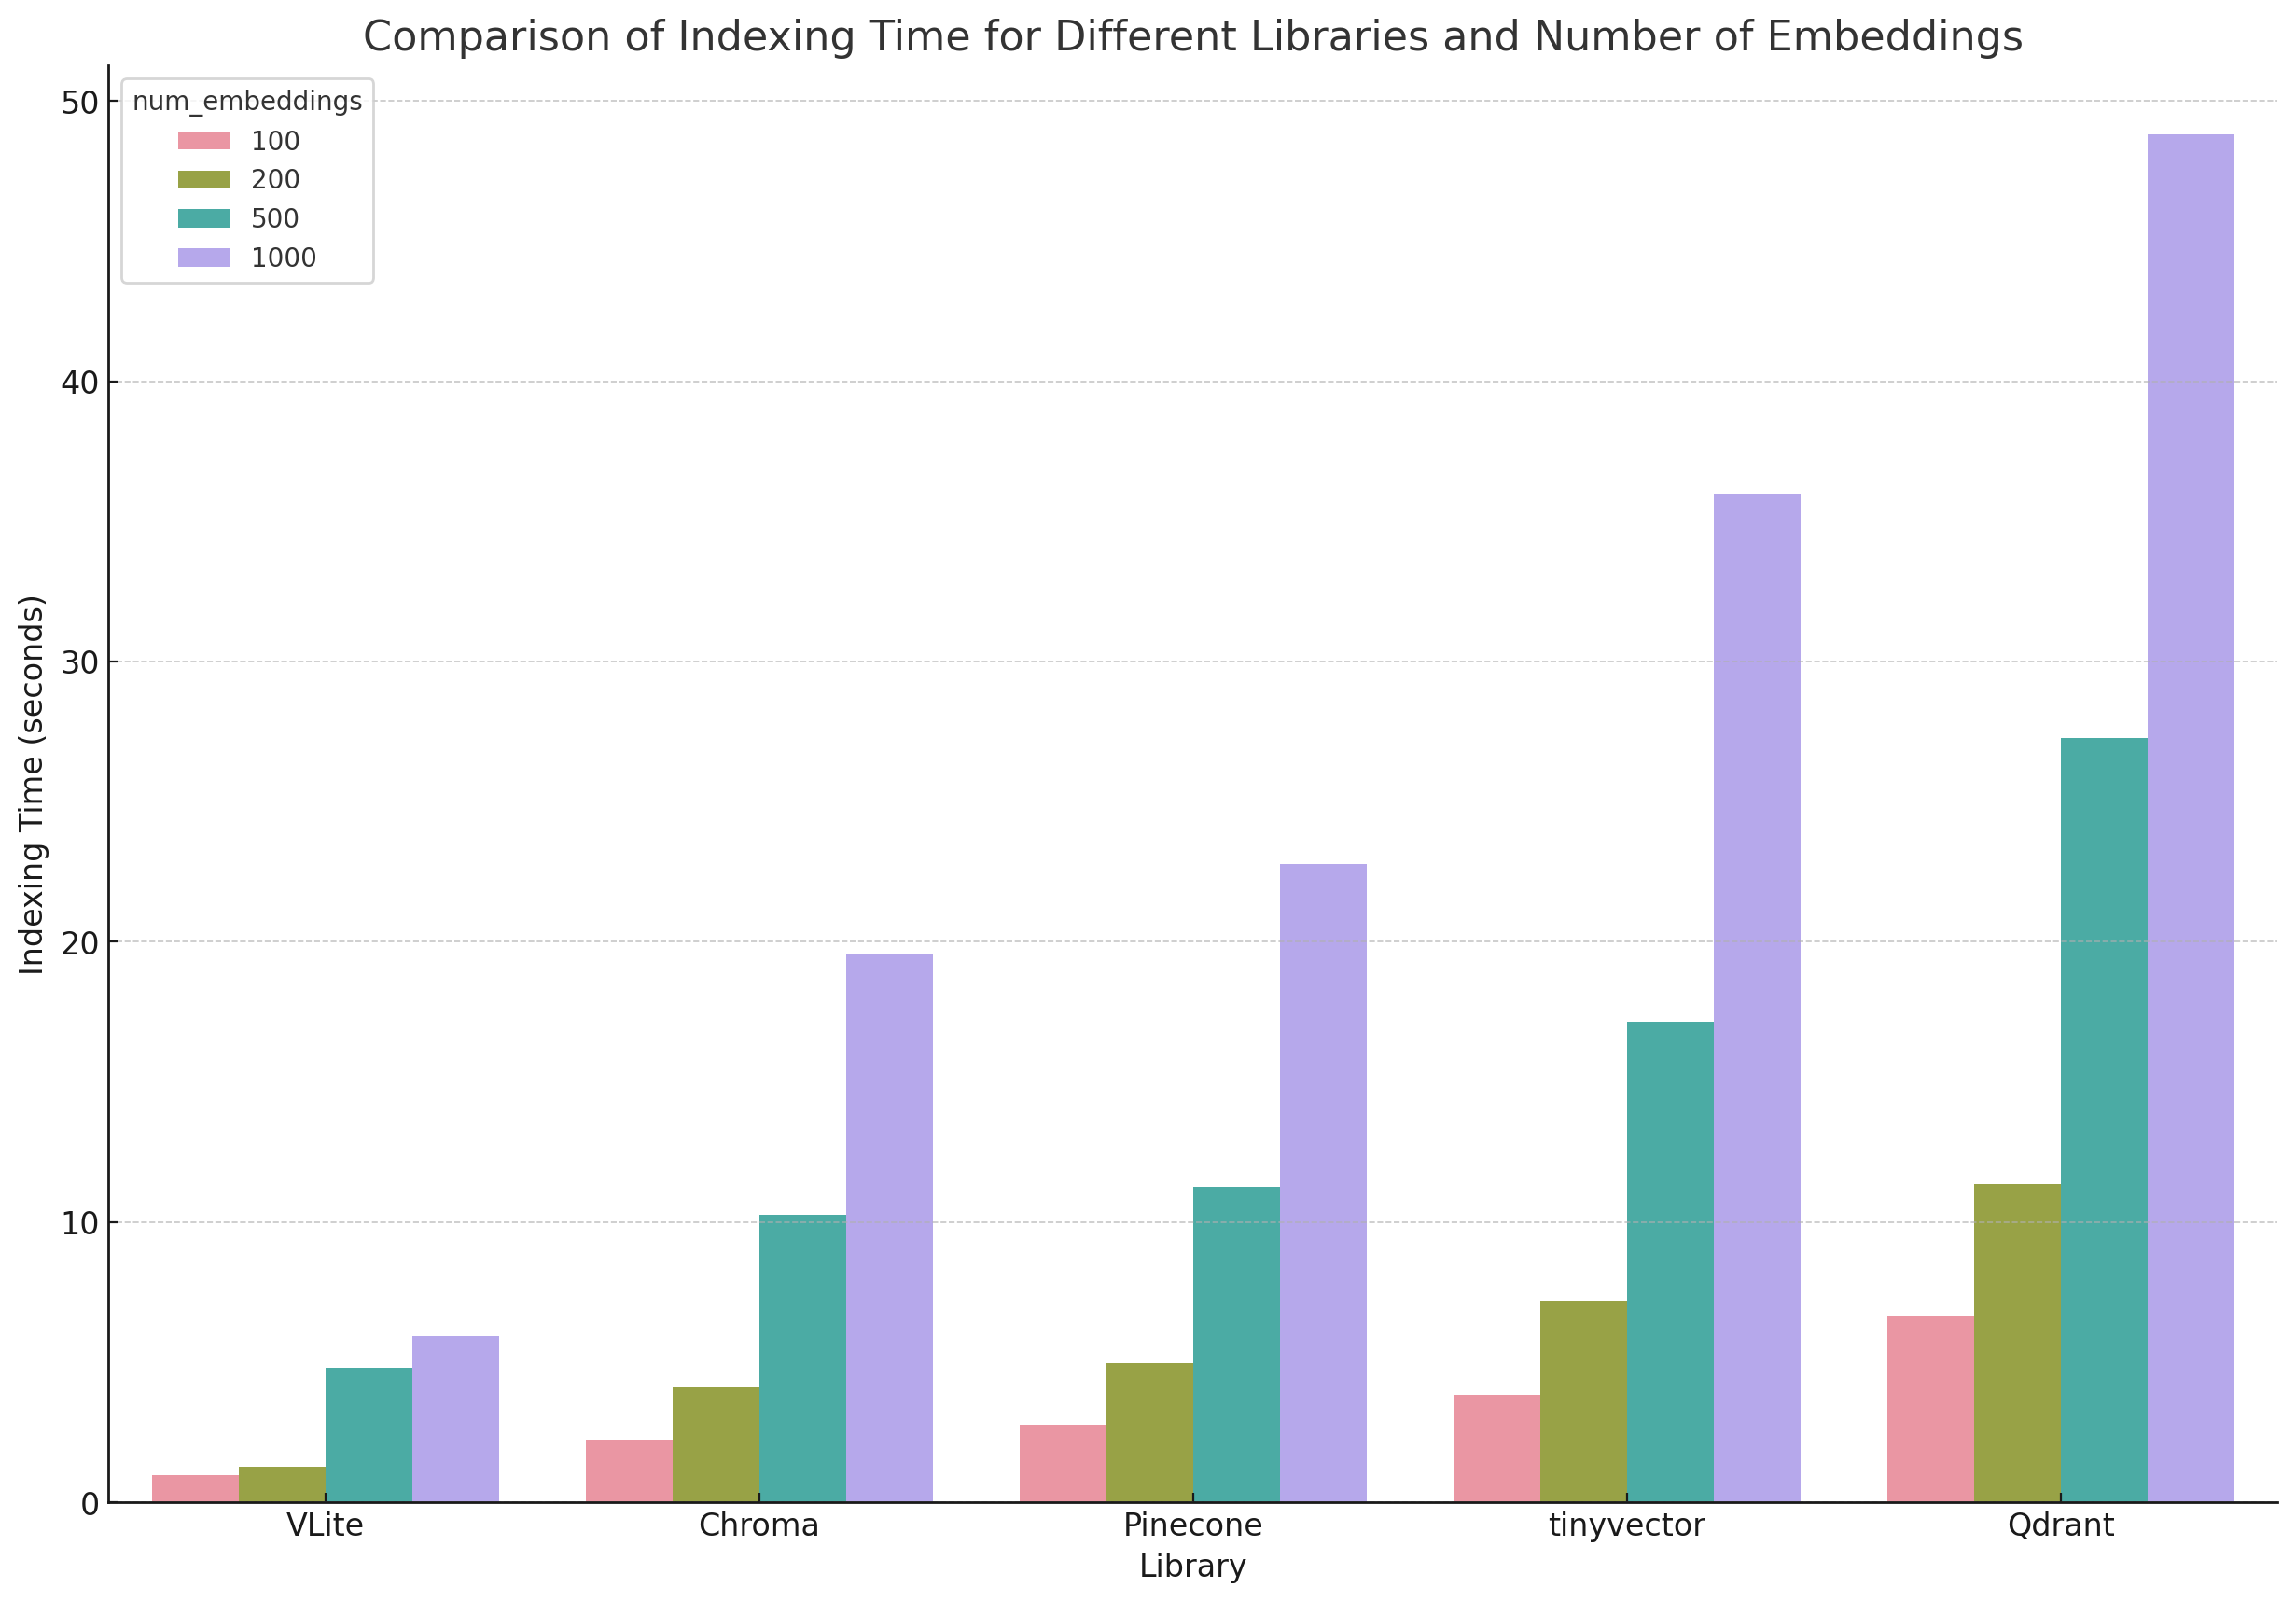 Comparison of Indexing Time for Different Libraries and Number of Embeddings
num_embeddings
100
200
500
1000
Indexing Time (seconds)
50
40
30
20
10
0
VLite
Chroma
Pinecone
tinyvector
Qdrant
Library